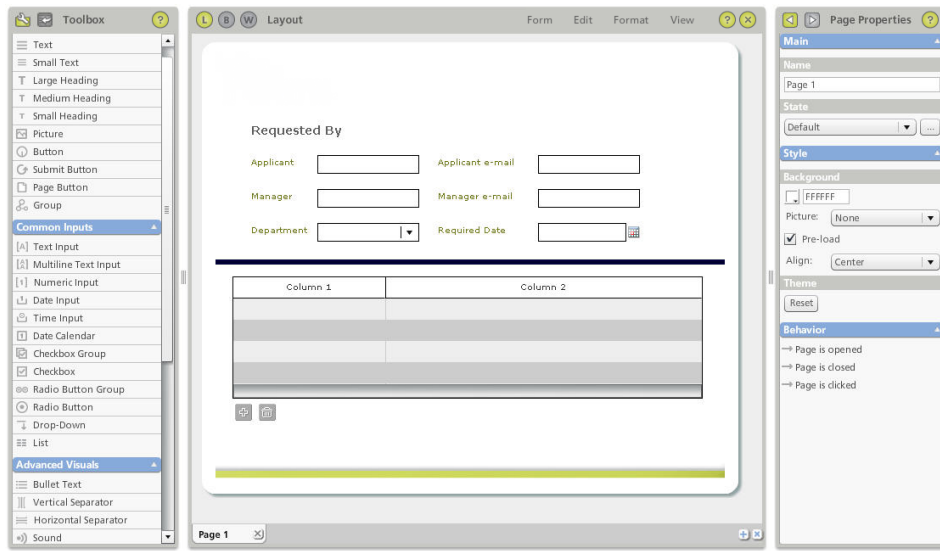 Toolbox ?
Text
Small Text
T Large Heading
T Medium Heading
T Small Heading
Picture
Button
Submit Button
Page Button
Group
Common Inputs
[A] Text Input
Multiline Text Input
[1] Numeric Input
Date Input
Time Input
Date Calendar
Checkbox Group
Checkbox
Radio Button Group
Radio Button
Drop-Down
List
Advanced Visuals
Bullet Text
Vertical Separator
Horizontal Separator
Sound
L B W Layout Form Edit Format View ?
Requested By
Applicant Applicant e-mail
Manager Manager e-mail
Department Required Date
Column 1 Column 2
Page 1
Page Properties ?
Main
Name
Page 1
State
Default ...
Style
Background
FFFFFF
Picture: None
Pre-load
Align: Center
Theme
Reset
Behavior
Page is opened
Page is closed
Page is clicked